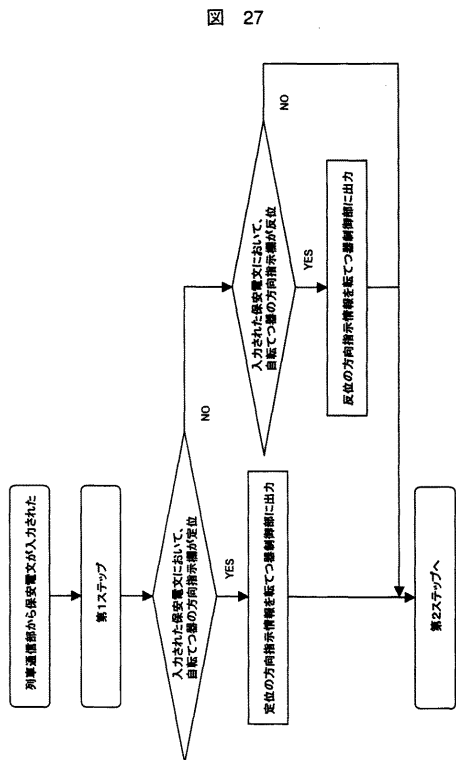 図 27
列車通信部から保安電文が入力された
第1ステップ
入力された保安電文において、
自転てつ器の方向指示欄が定位
NO
YES
定位の方向指示情報を転てつ器制御部に出力
入力された保安電文において、
自転てつ器の方向指示欄が反位
NO
YES
反位の方向指示情報を転てつ器制御部に出力
第2ステップへ